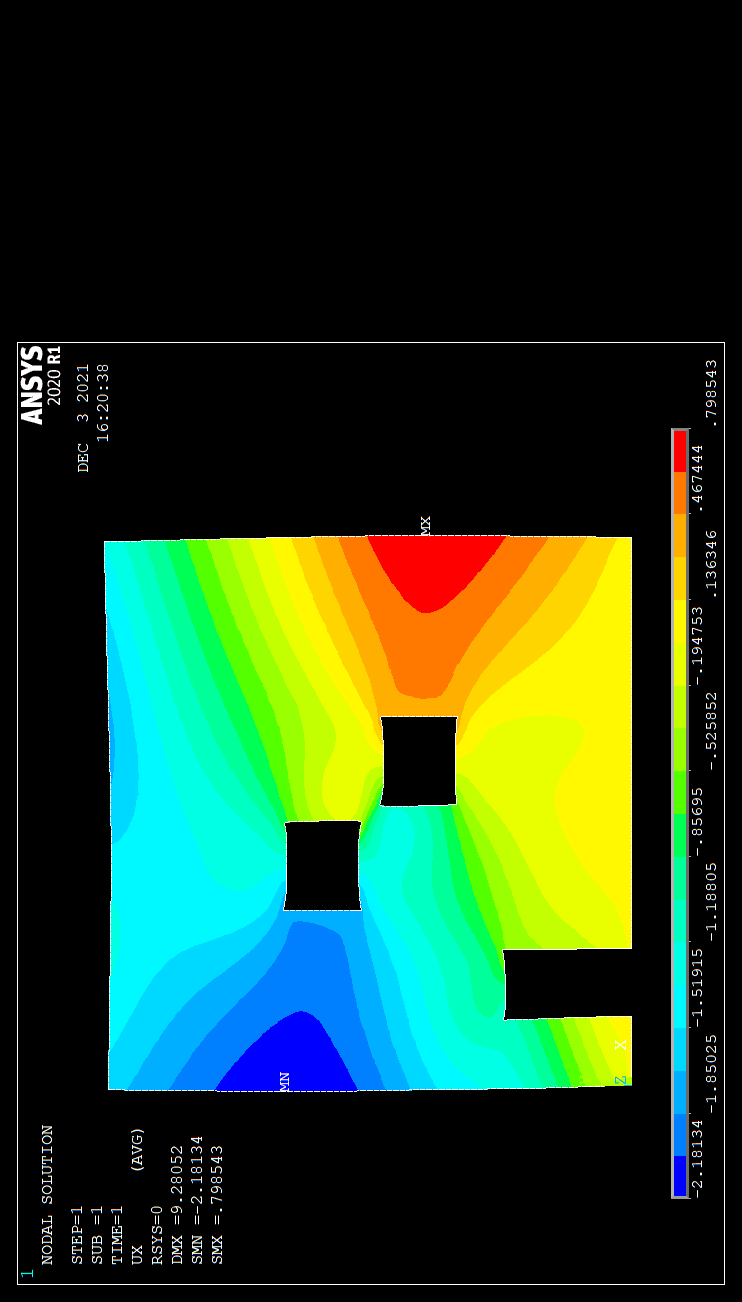 1
NODAL SOLUTION
STEP=1
SUB =1
TIME=1
UX (AVG)
RSYS=0
DMX =9.28052
SMN =-2.18134
SMX =.798543
ANSYS
2020 R1
DEC 3 2021
16:20:38
MN
MX
Z X
-2.18134
-1.85025
-1.51915
-1.18805
-.85695
-.525852
-.194753
.136346
.467444
.798543